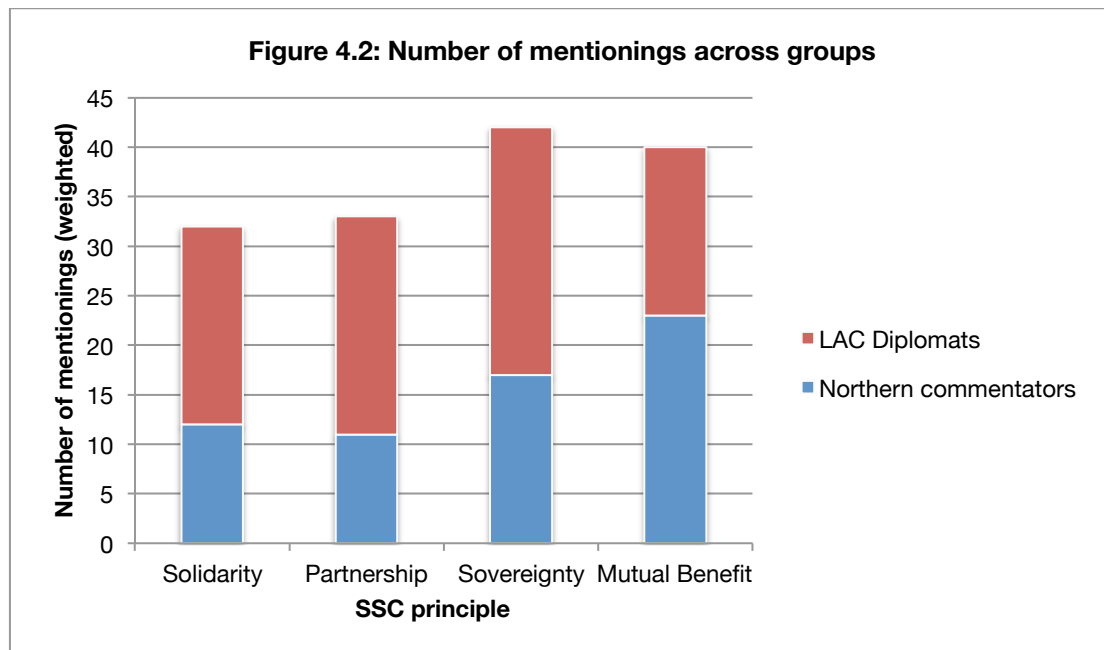 Figure 4.2: Number of mentionings across groups
Number of mentionings (weighted)
45
40
35
30
25
20
15
10
5
0
Solidarity Partnership Sovereignty Mutual Benefit
SSC principle
LAC Diplomats
Northern commentators